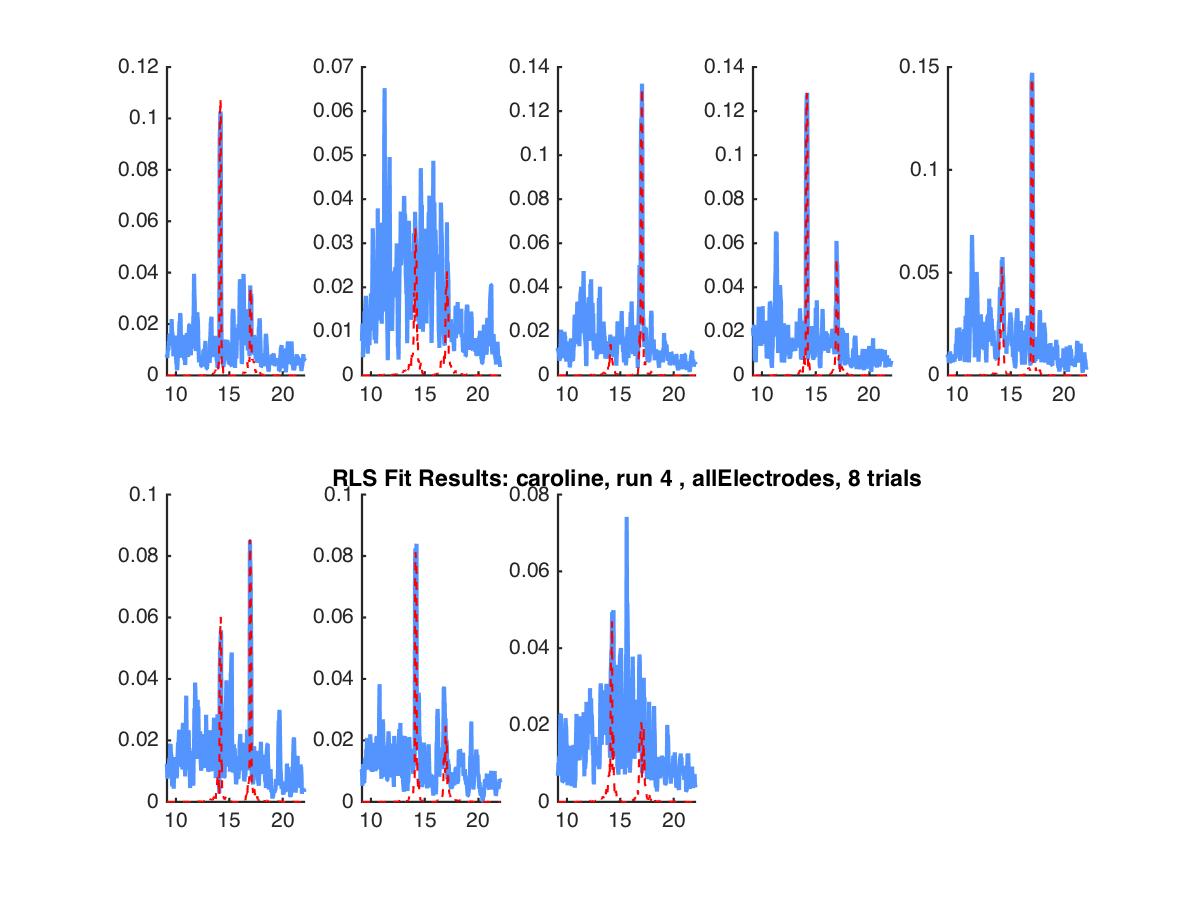 0.12 0.07 0.14 0.14 0.15
0.1 0.06 0.12 0.12
0.08 0.05 0.1 0.1 0.1
0.06 0.04 0.08 0.08
0.04 0.03 0.06 0.06 0.05
0.02 0.02 0.04 0.04
0.01 0.02 0.02
0 0 0 0 0
10 15 20 10 15 20 10 15 20 10 15 20 10 15 20
RLS Fit Results: caroline, run 4 , allElectrodes, 8 trials
0.1 0.1 0.08
0.08 0.08 0.06
0.06 0.06
0.04 0.04 0.04
0.02 0.02 0.02
0 0 0
10 15 20 10 15 20 10 15 20